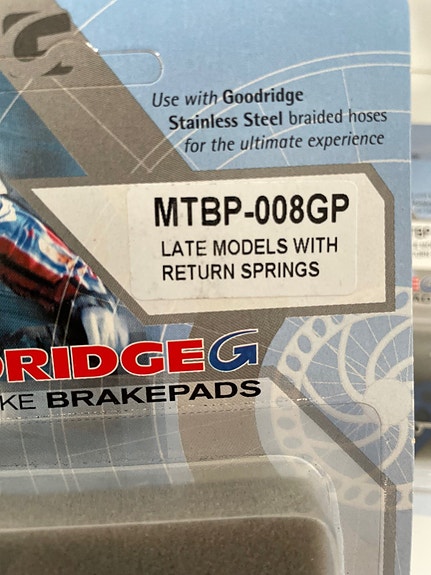 Use with Goodridge
Stainless Steel braided hoses
for the ultimate experience
MTBP-008GP
LATE MODELS WITH
RETURN SPRINGS
DRIDGE
KE BRAKEPADS